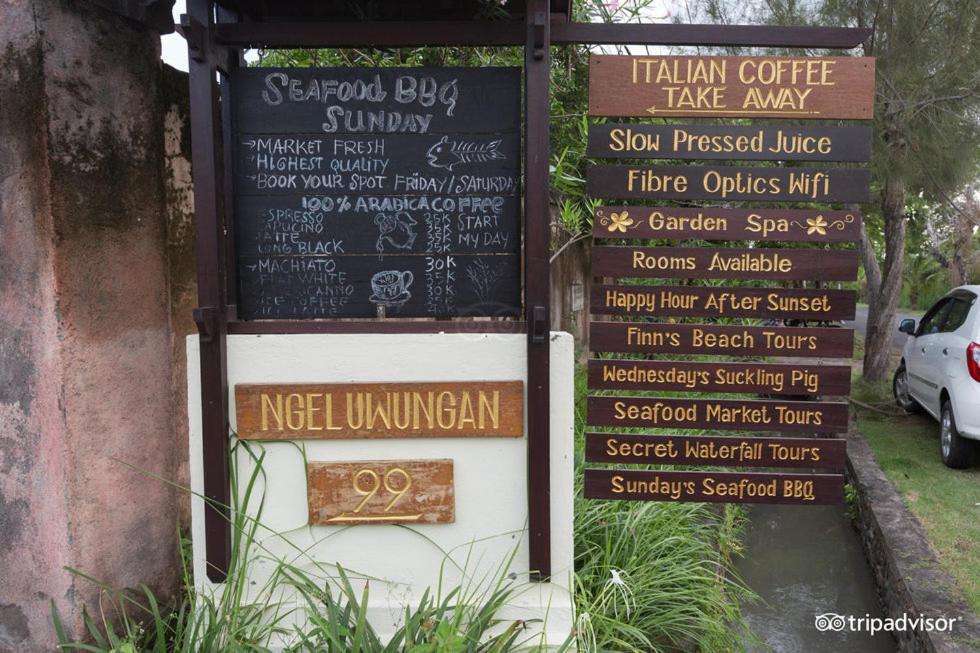 SEAFOOD BBQ
SUNDAY
→MARKET FRESH
→HIGHEST QUALITY
→BOOK YOUR SPOT FRIDAY/SATURDAY
100% ARABICA COFFEE
ESPRESSO 25K START
35K MY DAY
LONG BLACK
→MACHIATO 30K
NGELUWUNGAN
99
ITALIAN COFFEE
TAKE AWAY
SLOW PRESSED JUICE
FIBRE OPTICS WIFI
GARDEN SPA
ROOMS AVAILABLE
HAPPY HOUR AFTER SUNSET
FINN'S BEACH TOURS
WEDNESDAY'S SUCKLING PIG
SEAFOOD MARKET TOURS
SECRET WATERFALL TOURS
SUNDAY'S SEAFOOD BBQ
tripadvisor